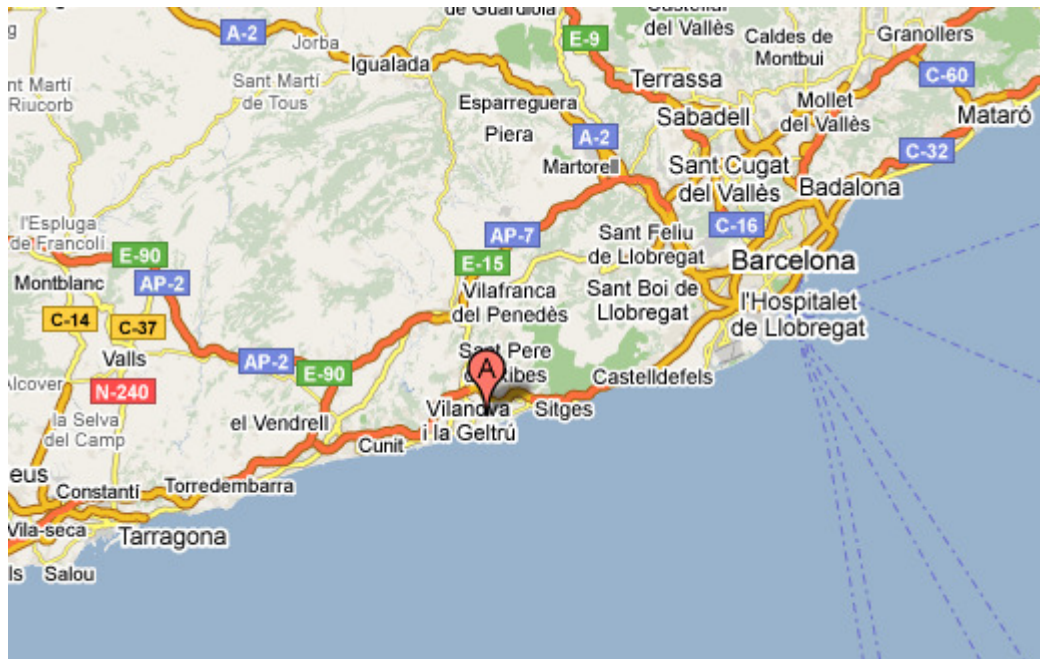 de Guardiola
Castellar
del Vallès
A-2
Jorba
E-9
Caldes de
Montbui
Granollers
Igualada
nt Martí
Riucorb
Sant Martí
de Tous
Terrassa
C-60
Esparreguera
Sabadell
Mollet
del Vallès
Mataró
Piera
A-2
C-32
Martorell
Sant Cugat
del Vallès
Badalona
l'Espluga
de Francolí
E-90
AP-7
C-16
Sant Feliu
de Llobregat
E-15
Barcelona
Montblanc
AP-2
Vilafranca
del Penedès
Sant Boi de
Llobregat
l'Hospitalet
de Llobregat
C-14
C-37
Valls
AP-2
E-90
Sant Pere
de Ribes
A
Castelldefels
Alcover
N-240
la Selva
del Camp
el Vendrell
Vilanova
i la Geltrú
Sitges
Cunit
eus
Constantí
Torredembarra
Vila-seca
Tarragona
ls
Salou